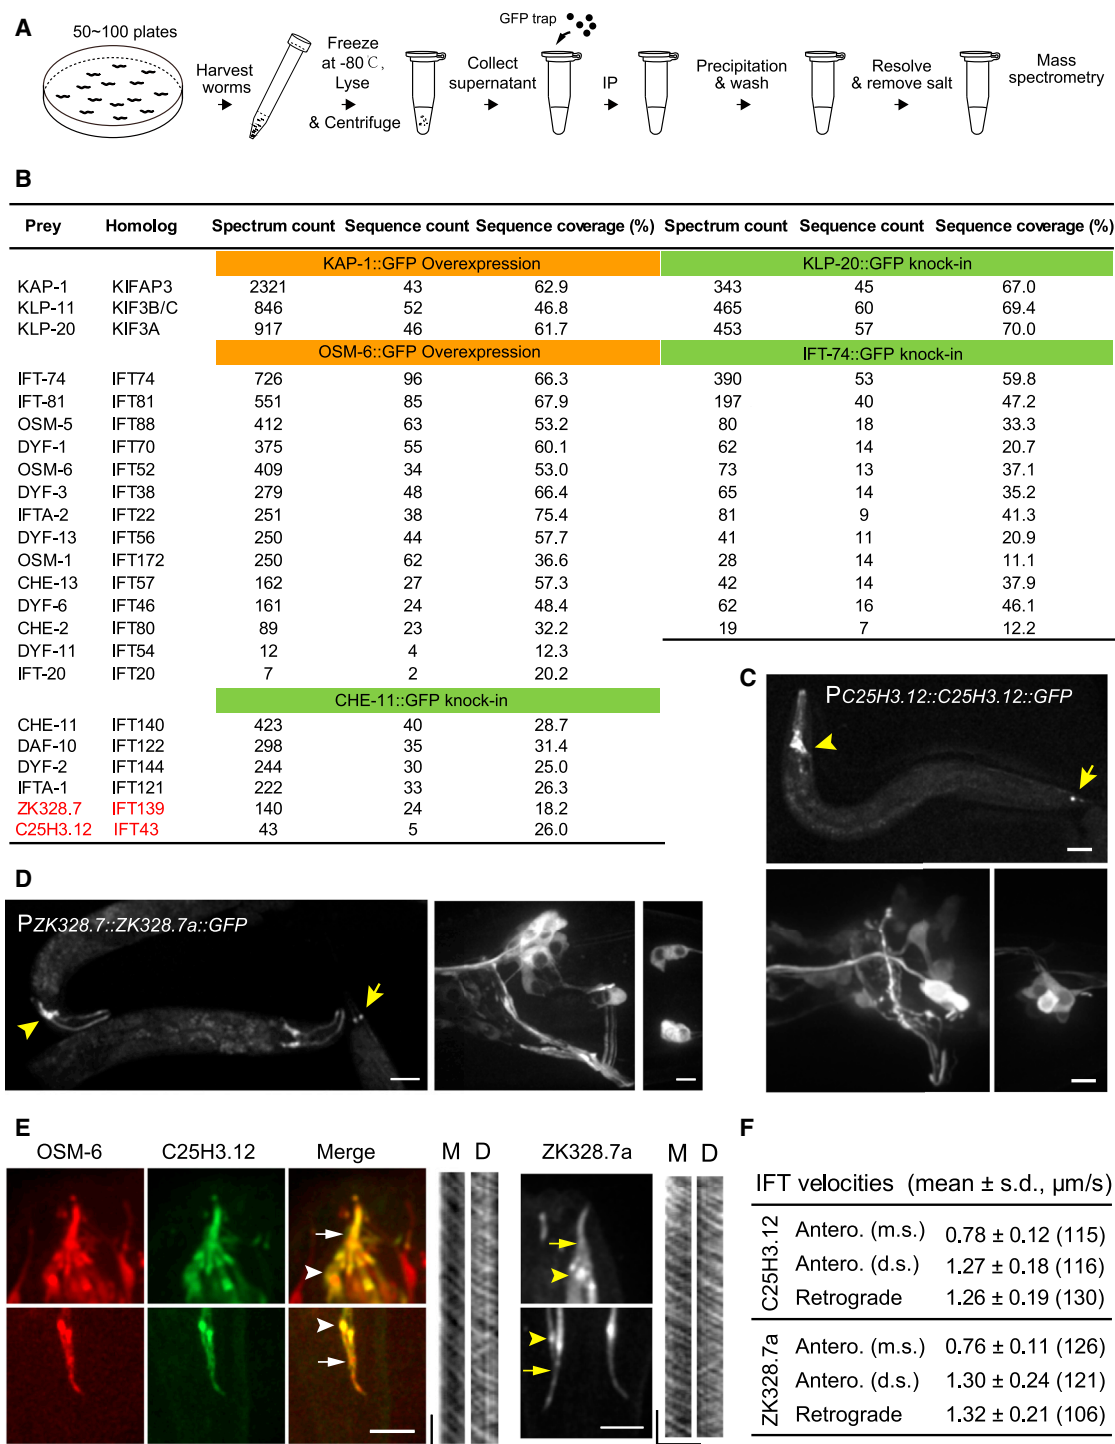 A
50~100 plates
Harvest
worms
Freeze
at -80℃,
Lyse
& Centrifuge
Collect
supernatant
GFP trap
IP
Precipitation
& wash
Resolve
& remove salt
Mass
spectrometry
B
Prey Homolog Spectrum count Sequence count Sequence coverage (%) Spectrum count Sequence count Sequence coverage (%)
KAP-1::GFP Overexpression KLP-20::GFP knock-in
KAP-1 KIFAP3 2321 43 62.9 343 45 67.0
KLP-11 KIF3B/C 846 52 46.8 465 60 69.4
KLP-20 KIF3A 917 46 61.7 453 57 70.0
OSM-6::GFP Overexpression IFT-74::GFP knock-in
IFT-74 IFT74 726 96 66.3 390 53 59.8
IFT-81 IFT81 551 85 67.9 197 40 47.2
OSM-5 IFT88 412 63 53.2 80 18 33.3
DYF-1 IFT70 375 55 60.1 62 14 20.7
OSM-6 IFT52 409 34 53.0 73 13 37.1
DYF-3 IFT38 279 48 66.4 65 14 35.2
IFTA-2 IFT22 251 38 75.4 81 9 41.3
DYF-13 IFT56 250 44 57.7 41 11 20.9
OSM-1 IFT172 250 62 36.6 28 14 11.1
CHE-13 IFT57 162 27 57.3 42 14 37.9
DYF-6 IFT46 161 24 48.4 62 16 46.1
CHE-2 IFT80 89 23 32.2 19 7 12.2
DYF-11 IFT54 12 4 12.3
IFT-20 IFT20 7 2 20.2
CHE-11::GFP knock-in
CHE-11 IFT140 423 40 28.7
DAF-10 IFT122 298 35 31.4
DYF-2 IFT144 244 30 25.0
IFTA-1 IFT121 222 33 26.3
ZK328.7 IFT139 140 24 18.2
C25H3.12 IFT43 43 5 26.0
C
PC25H3.12::C25H3.12::GFP
D
PZK328.7::ZK328.7a::GFP
E
OSM-6 C25H3.12 Merge M D ZK328.7a M D
F
IFT velocities (mean ± s.d., µm/s)
C25H3.12
Antero. (m.s.) 0.78 ± 0.12 (115)
Antero. (d.s.) 1.27 ± 0.18 (116)
Retrograde 1.26 ± 0.19 (130)
ZK328.7a
Antero. (m.s.) 0.76 ± 0.11 (126)
Antero. (d.s.) 1.30 ± 0.24 (121)
Retrograde 1.32 ± 0.21 (106)